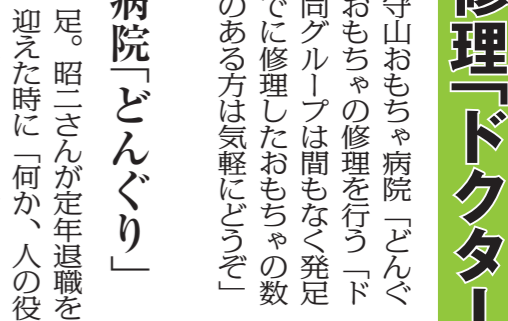 修理「ドクター
守山おもちゃ病院「どんぐ
おもちゃの修理を行う「ド
同グループは間もなく発足
でに修理したおもちゃの数
のある方は気軽にどうぞ」
病院「どんぐり」
足。昭二さんが定年退職を
迎えた時に「何か、人の役